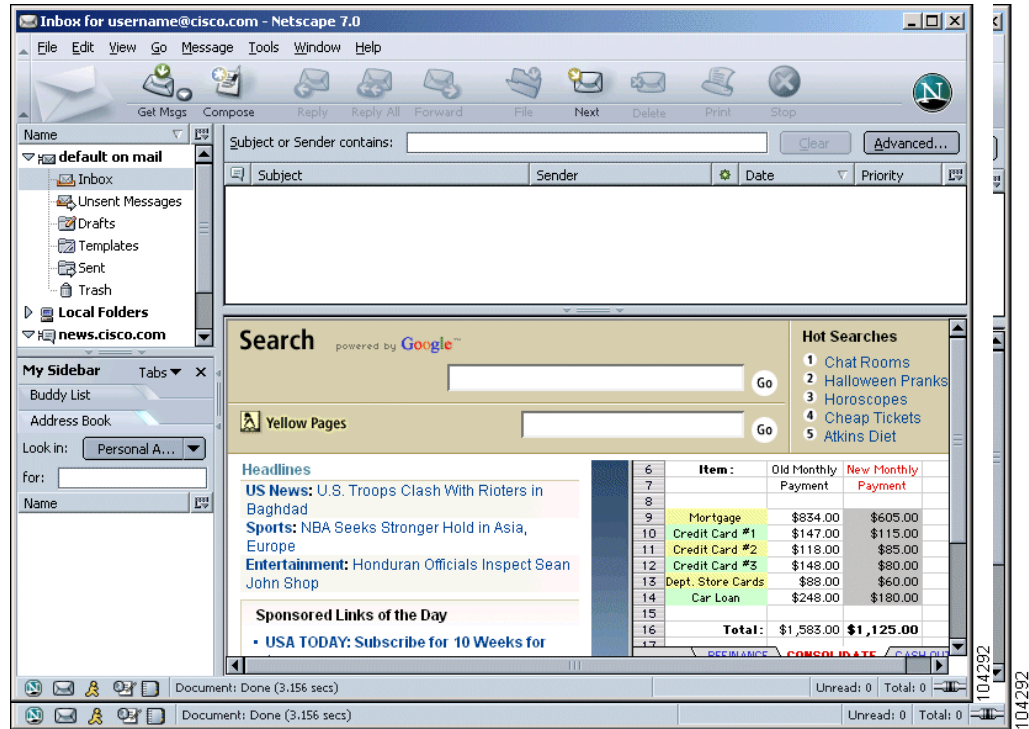 Inbox for username@cisco.com - Netscape 7.0
File Edit View Go Message Tools Window Help
Get Msgs Compose Reply Reply All Forward File Next Delete Print Stop
Name
default on mail
Inbox
Unsent Messages
Drafts
Templates
Sent
Trash
Local Folders
news.cisco.com
Subject or Sender contains: Clear Advanced...
Subject Sender Date Priority
My Sidebar Tabs
Buddy List
Address Book
Look in: Personal A...
for:
Name
Search powered by Google™
Go
Yellow Pages
Go
Hot Searches
1 Chat Rooms
2 Halloween Pranks
3 Horoscopes
4 Cheap Tickets
5 Atkins Diet
Headlines
US News: U.S. Troops Clash With Rioters in
Baghdad
Sports: NBA Seeks Stronger Hold in Asia,
Europe
Entertainment: Honduran Officials Inspect Sean
John Shop
Sponsored Links of the Day
• USA TODAY: Subscribe for 10 Weeks for
6 Item: Old Monthly New Monthly
7 Payment Payment
8
9 Mortgage $834.00 $605.00
10 Credit Card #1 $147.00 $115.00
11 Credit Card #2 $118.00 $85.00
12 Credit Card #3 $148.00 $80.00
13 Dept. Store Cards $88.00 $60.00
14 Car Loan $248.00 $180.00
15
16 Total: $1,583.00 $1,125.00
17
REFINANCE CONSOLIDATE CASH OUT
Document: Done (3.156 secs) Unread: 0 Total: 0
104292
Document: Done (3.156 secs) Unread: 0 Total: 0
104292